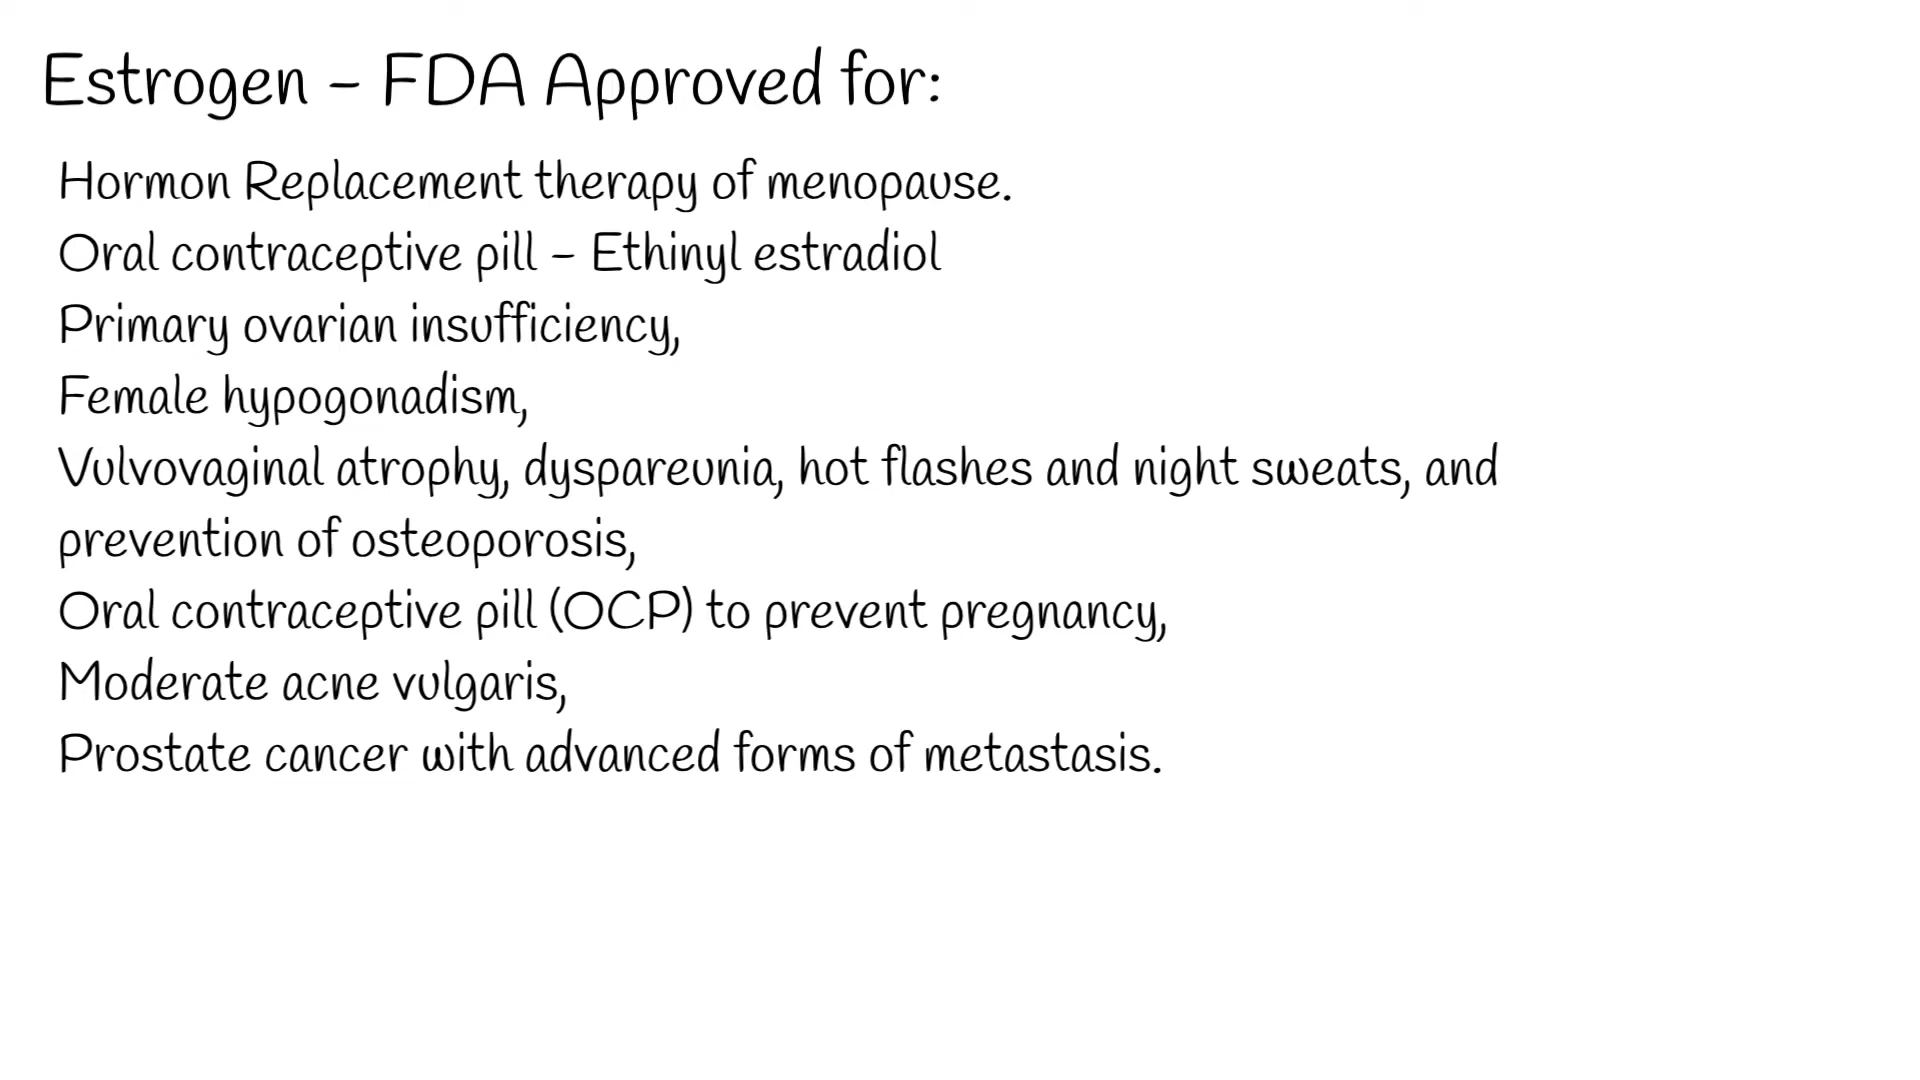 Estrogen – FDA Approved for:
Hormon Replacement therapy of menopause.
Oral contraceptive pill – Ethinyl estradiol
Primary ovarian insufficiency,
Female hypogonadism,
Vulvovaginal atrophy, dyspareunia, hot flashes and night sweats, and
prevention of osteoporosis,
Oral contraceptive pill (OCP) to prevent pregnancy,
Moderate acne vulgaris,
Prostate cancer with advanced forms of metastasis.